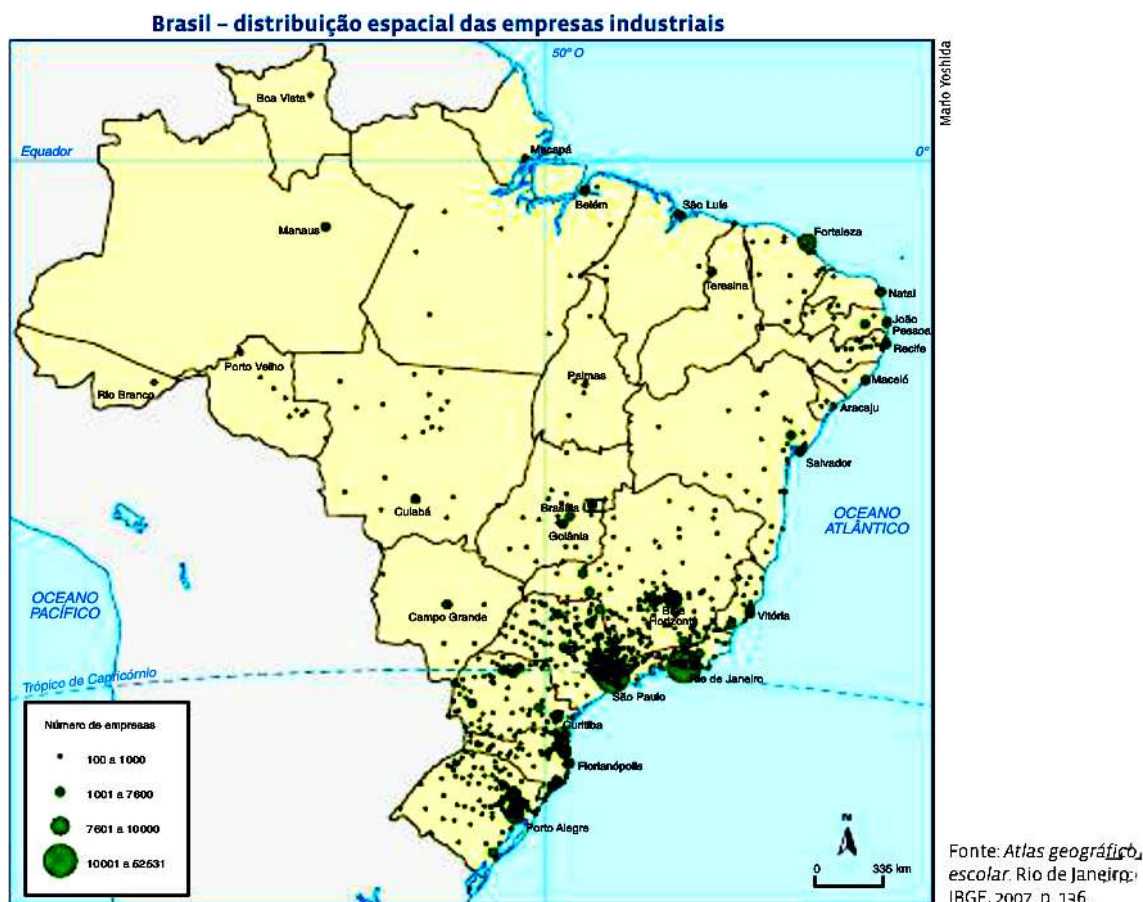 Brasil – distribuição espacial das empresas industriais
50º O
Mario Yoshida
Boa Vista
Equador
Macapá
0º
Belém
São Luís
Manaus
Fortaleza
Teresina
Natal
João
Pessoa
Porto Velho
Recife
Rio Branco
Palmas
Maceió
Aracaju
Salvador
Cuiabá
Brasília
Goiânia
OCEANO
ATLÂNTICO
OCEANO
PACÍFICO
Campo Grande
Belo
Horizonte
Vitória
Trópico de Capricórnio
Rio de Janeiro
São Paulo
Curitiba
Florianópolis
Porto Alegre
Número de empresas
100 a 1000
1001 a 7600
7601 a 10000
10001 a 52531
N
0 335 km
Fonte: Atlas geográfico
escolar. Rio de Janeiro:
IBGE, 2007. p. 136.